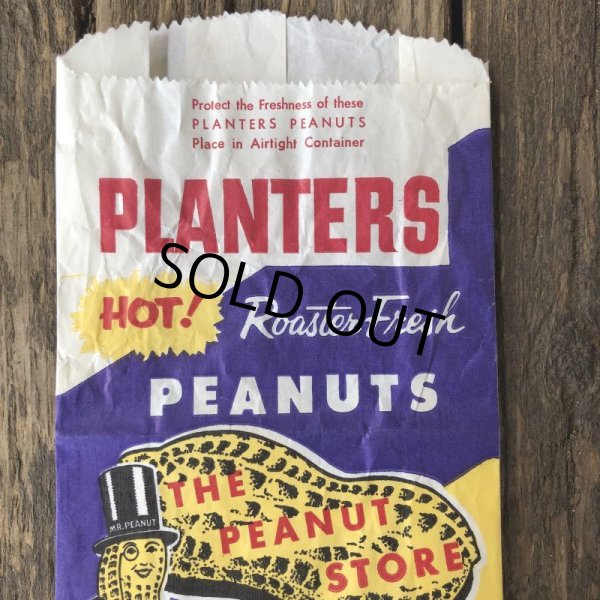 Protect the Freshness of these
PLANTERS PEANUTS
Place in Airtight Container
PLANTERS
HOT! Roaster-Fresh
SOLD OUT
PEANUTS
MR. PEANUT
THE
PEANUT
STORE